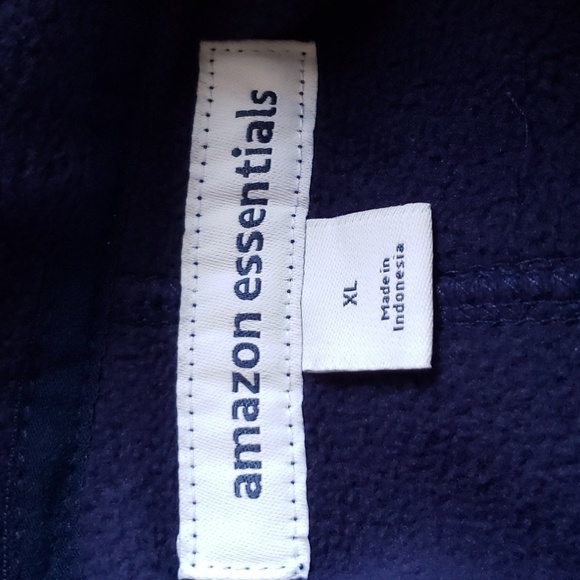 amazon essentials
XL
Made in
Indonesia